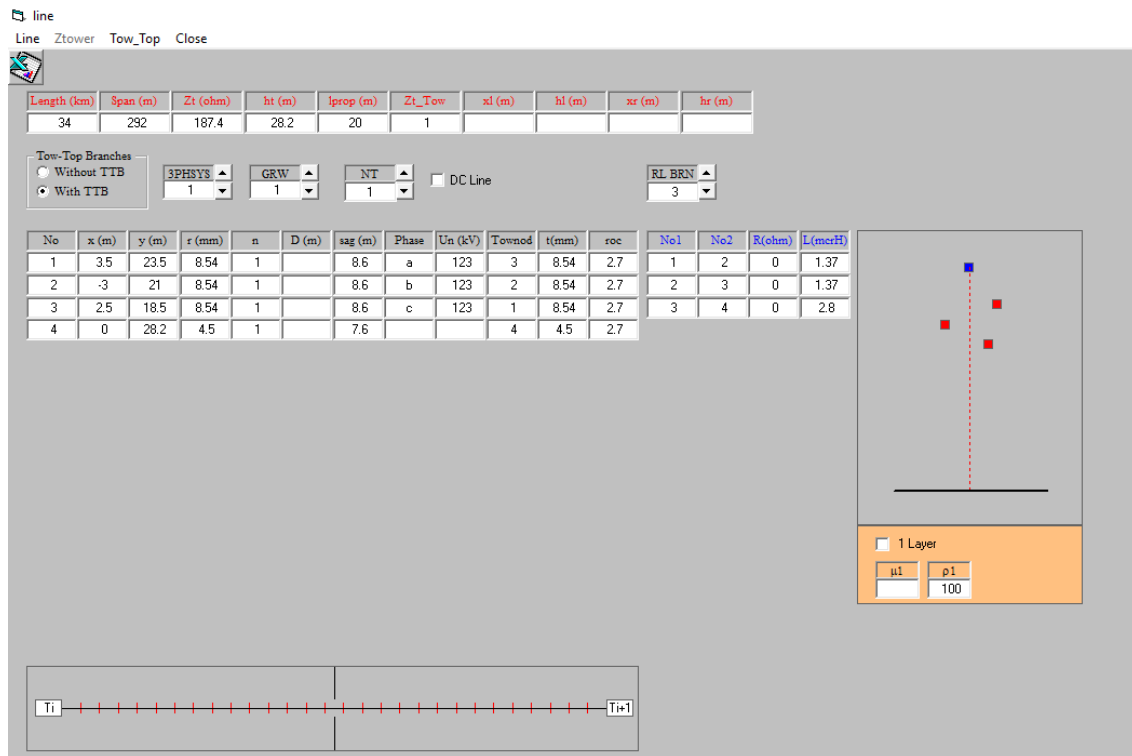 line
Line Ztower Tow_Top Close
Length (km) Span (m) Zt (ohm) ht (m) lprop (m) Zt_Tow xl (m) hl (m) xr (m) hr (m)
34 292 187.4 28.2 20 1
Tow-Top Branches
Without TTB
With TTB
3PHSYS
1
GRW
1
NT
1
DC Line
RL BRN
3
No x (m) y (m) r (mm) n D (m) sag (m) Phase Un (kV) Townod t(mm) roc
1 3.5 23.5 8.54 1 8.6 a 123 3 8.54 2.7
2 -3 21 8.54 1 8.6 b 123 2 8.54 2.7
3 2.5 18.5 8.54 1 8.6 c 123 1 8.54 2.7
4 0 28.2 4.5 1 7.6 4 4.5 2.7
No1 No2 R(ohm) L(mcrH)
1 2 0 1.37
2 3 0 1.37
3 4 0 2.8
1 Layer
μ1 ρ1
100
Ti Ti+1